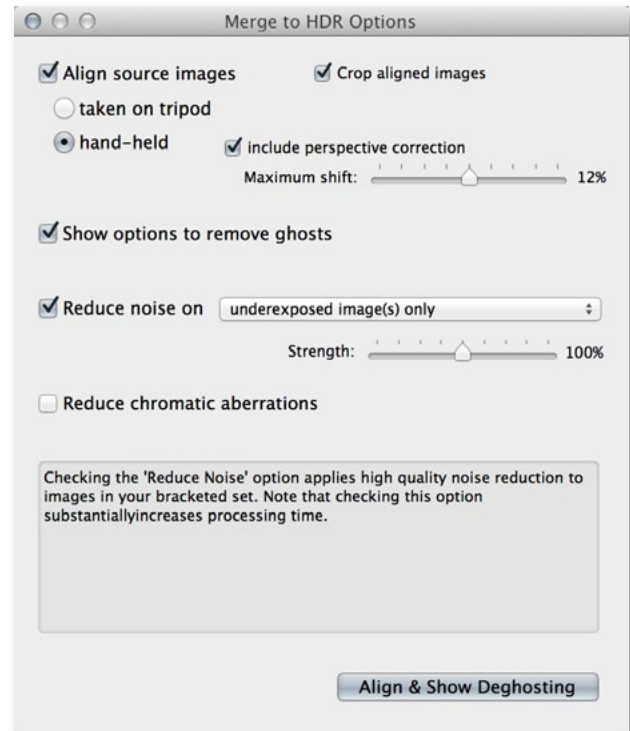 Merge to HDR Options
Align source images
Crop aligned images
taken on tripod
hand-held
include perspective correction
Maximum shift: 12%
Show options to remove ghosts
Reduce noise on underexposed image(s) only
Strength: 100%
Reduce chromatic aberrations
Checking the 'Reduce Noise' option applies high quality noise reduction to
images in your bracketed set. Note that checking this option
substantiallyincreases processing time.
Align & Show Deghosting